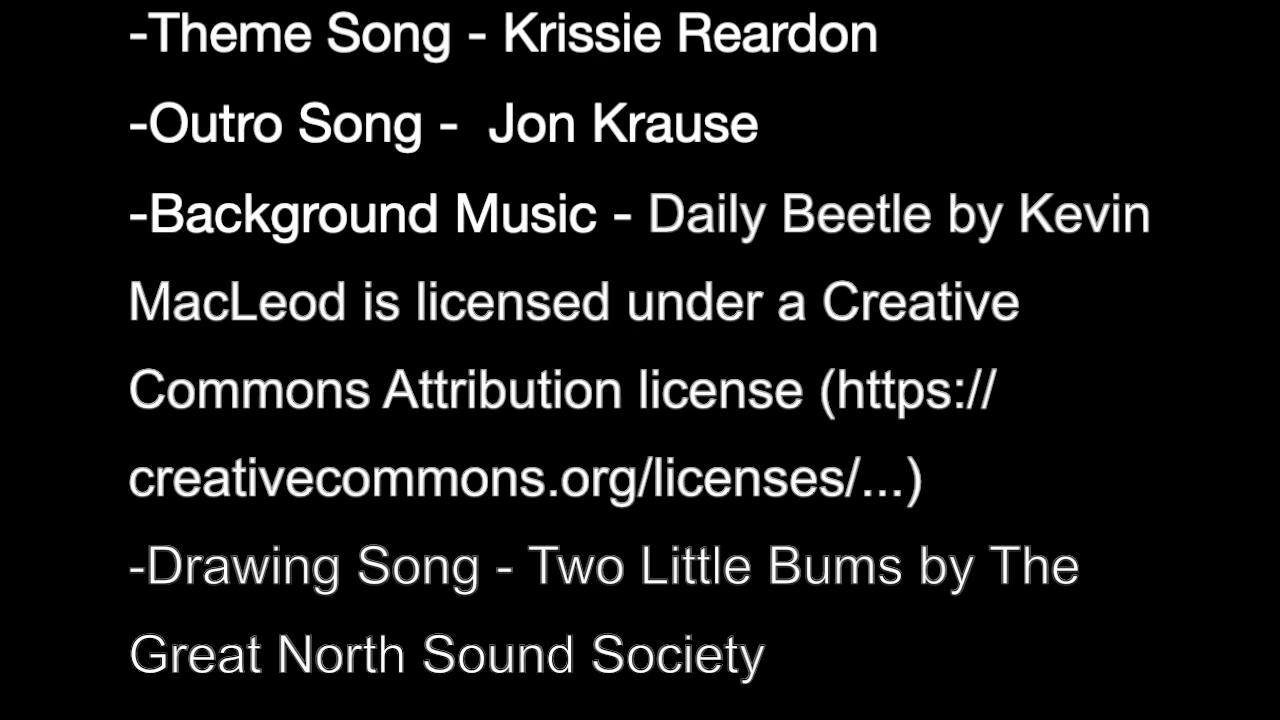 -Theme Song - Krissie Reardon
-Outro Song -  Jon Krause
-Background Music - Daily Beetle by Kevin
MacLeod is licensed under a Creative
Commons Attribution license (https://
creativecommons.org/licenses/...)
-Drawing Song - Two Little Bums by The
Great North Sound Society